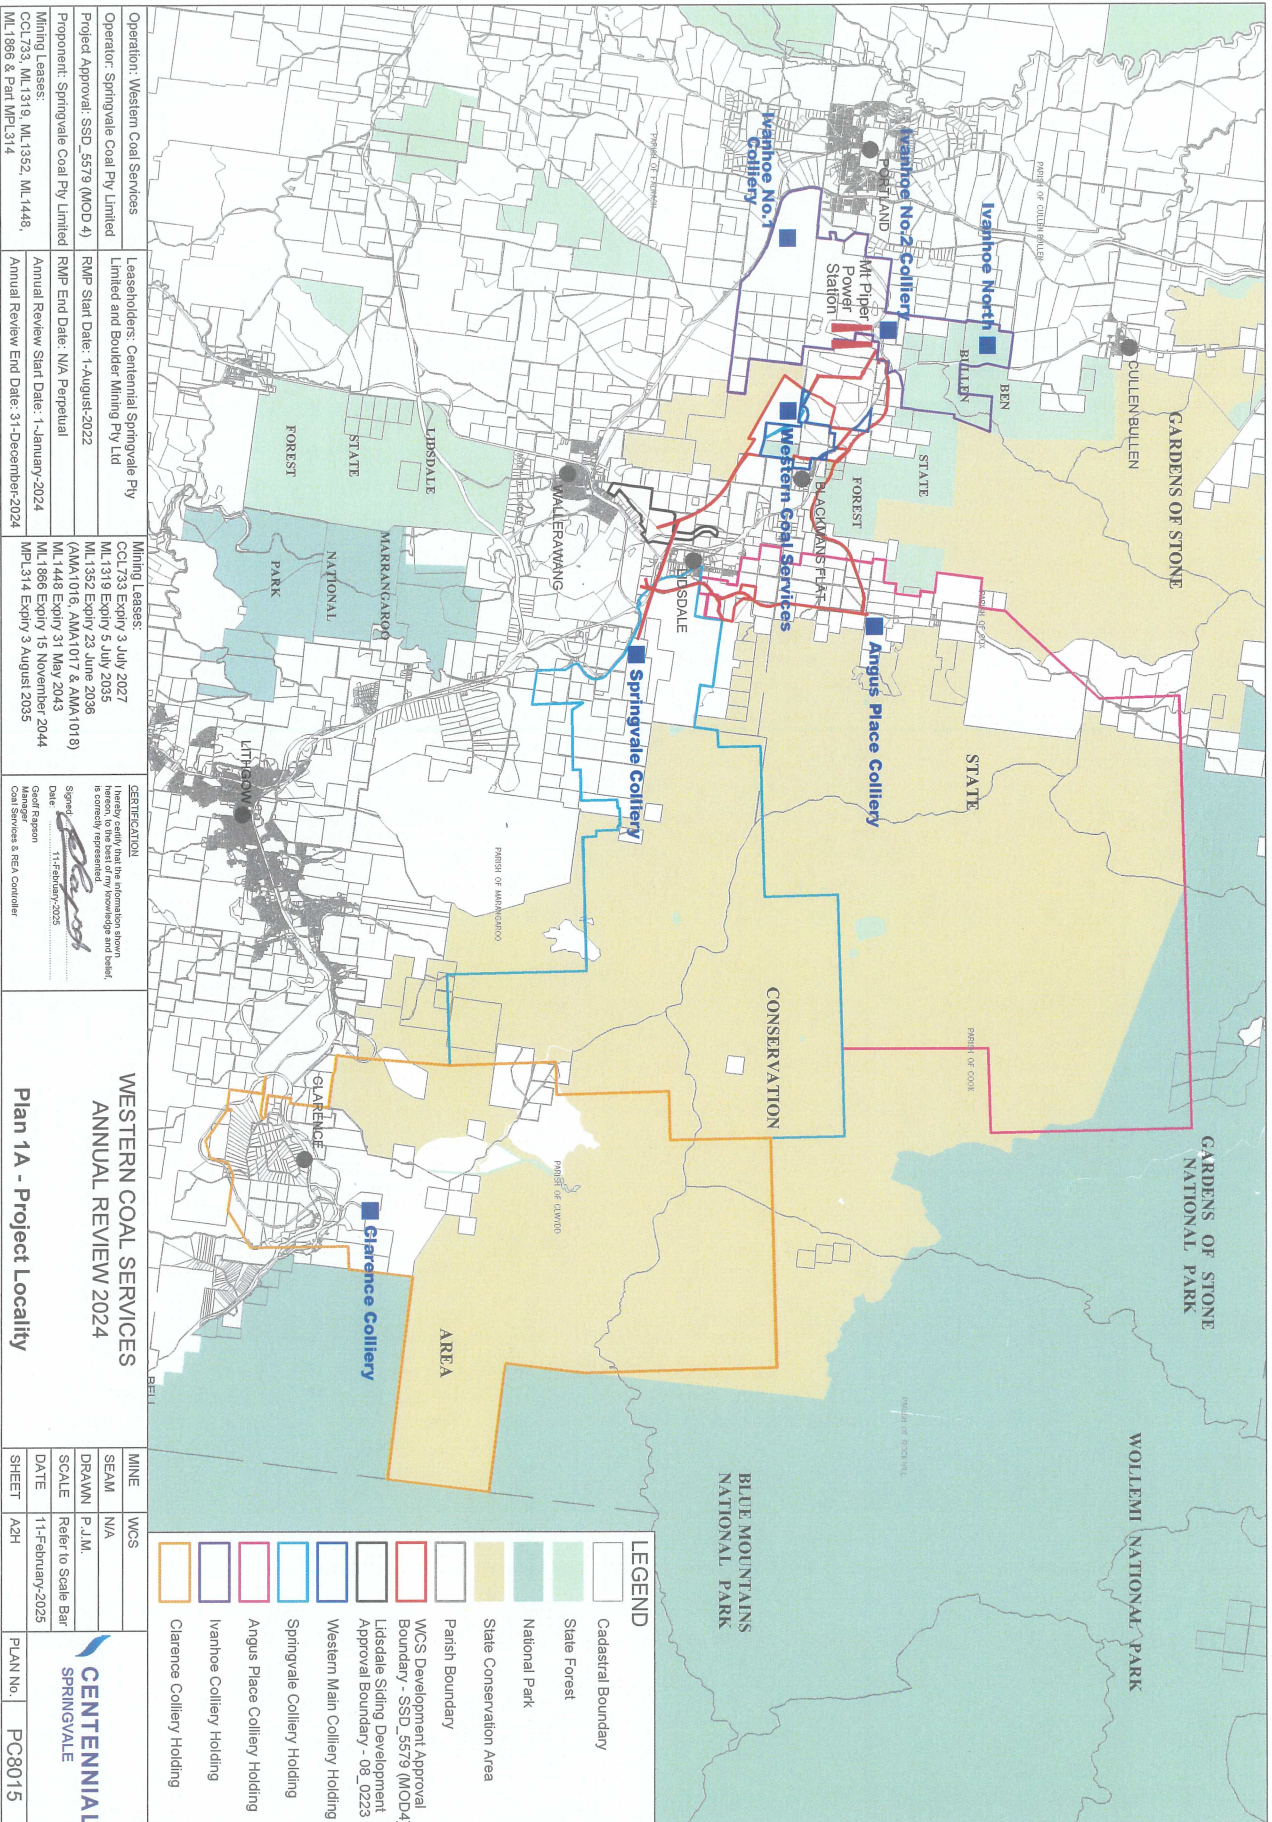 GARDENS OF STONE
NATIONAL PARK
WOLLEMI NATIONAL PARK
BLUE MOUNTAINS
NATIONAL PARK
GARDENS OF STONE
STATE
CONSERVATION
AREA
CULLEN BULLEN
PARISH OF CULLEN BULLEN
Ivanhoe North
BEN
BULLEN
STATE
FOREST
Ivanhoe No.2 Colliery
PORTLAND
Mt Piper
Power
Station
Ivanhoe No.1
Colliery
Western Coal Services
BLACKMANS FLAT
Angus Place Colliery
PARISH OF COX
PARISH OF COOK
LIDSDALE
WALLERAWANG
Springvale Colliery
LIDSDALE
STATE
FOREST
MARRANGAROO
NATIONAL
PARK
PARISH OF MARANGAROO
PARISH OF CLWYDD
LITHGOW
CLARENCE
Clarence Colliery
BELL
LEGEND
Cadastral Boundary
State Forest
National Park
State Conservation Area
Parish Boundary
WCS Development Approval
Boundary - SSD_5579 (MOD4)
Lidsdale Siding Development
Approval Boundary - 08_0223
Western Main Colliery Holding
Springvale Colliery Holding
Angus Place Colliery Holding
Ivanhoe Colliery Holding
Clarence Colliery Holding
Operation: Western Coal Services
Operator: Springvale Coal Pty Limited
Project Approval: SSD_5579 (MOD 4)
Proponent: Springvale Coal Pty Limited
Mining Leases:
CCL733, ML1319, ML1352, ML1448,
ML1866 & Part MPL314
Leaseholders: Centennial Springvale Pty
Limited and Boulder Mining Pty Ltd
RMP Start Date: 1-August-2022
RMP End Date: N/A Perpetual
Annual Review Start Date: 1-January-2024
Annual Review End Date: 31-December-2024
Mining Leases:
CCL733 Expiry 3 July 2027
ML1319 Expiry 5 July 2035
ML1352 Expiry 23 June 2036
(AMA1016, AMA1017 & AMA1018)
ML1448 Expiry 31 May 2043
ML1866 Expiry 15 November 2044
MPL314 Expiry 3 August 2035
CERTIFICATION
I hereby certify that the information shown
hereon, to the best of my knowledge and belief,
is correctly represented.
Signed:
Date: 11-February-2025
Geoff Rapson
Manager
Coal Services & REA Controller
WESTERN COAL SERVICES
ANNUAL REVIEW 2024
Plan 1A - Project Locality
MINE WCS
SEAM N/A
DRAWN P.J.M.
SCALE Refer to Scale Bar
DATE 11-February-2025
SHEET A2H
CENTENNIAL
SPRINGVALE
PLAN No. PC8015